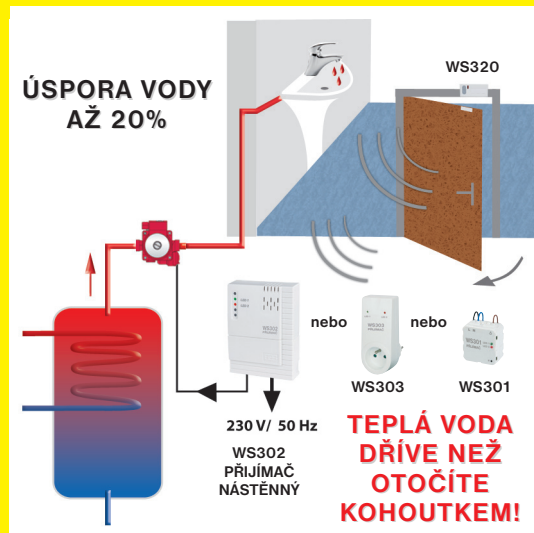 ÚSPORA VODY
AŽ 20%
WS320
nebo
nebo
WS303
WS301
230 V/ 50 Hz
WS302
PŘIJÍMAČ
NÁSTĚNNÝ
TEPLÁ VODA
DŘÍVE NEŽ
OTOČÍTE
KOHOUTKEM!